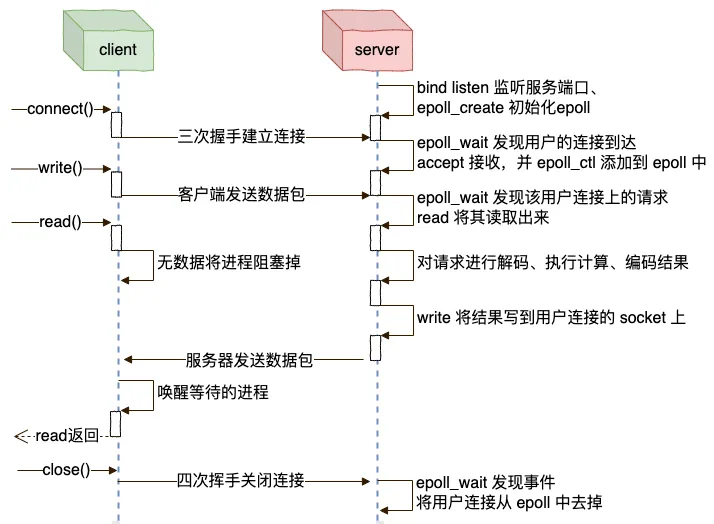 client
server
bind listen 监听服务端口、
epoll_create 初始化epoll
connect()
三次握手建立连接
epoll_wait 发现用户的连接到达
accept 接收，并 epoll_ctl 添加到 epoll 中
write()
客户端发送数据包
epoll_wait 发现该用户连接上的请求
read 将其读取出来
read()
无数据将进程阻塞掉
对请求进行解码、执行计算、编码结果
write 将结果写到用户连接的 socket 上
服务器发送数据包
唤醒等待的进程
read返回
close()
四次挥手关闭连接
epoll_wait 发现事件
将用户连接从 epoll 中去掉